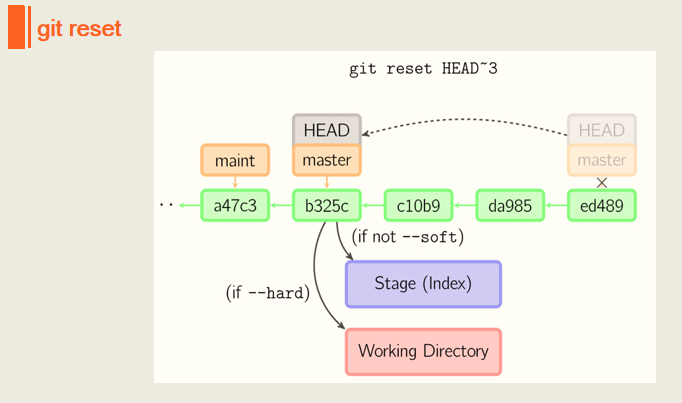 git reset
git reset HEAD~3
HEAD
HEAD
maint
master
master
..
a47c3
b325c
c10b9
da985
ed489
(if not --soft)
Stage (Index)
(if --hard)
Working Directory